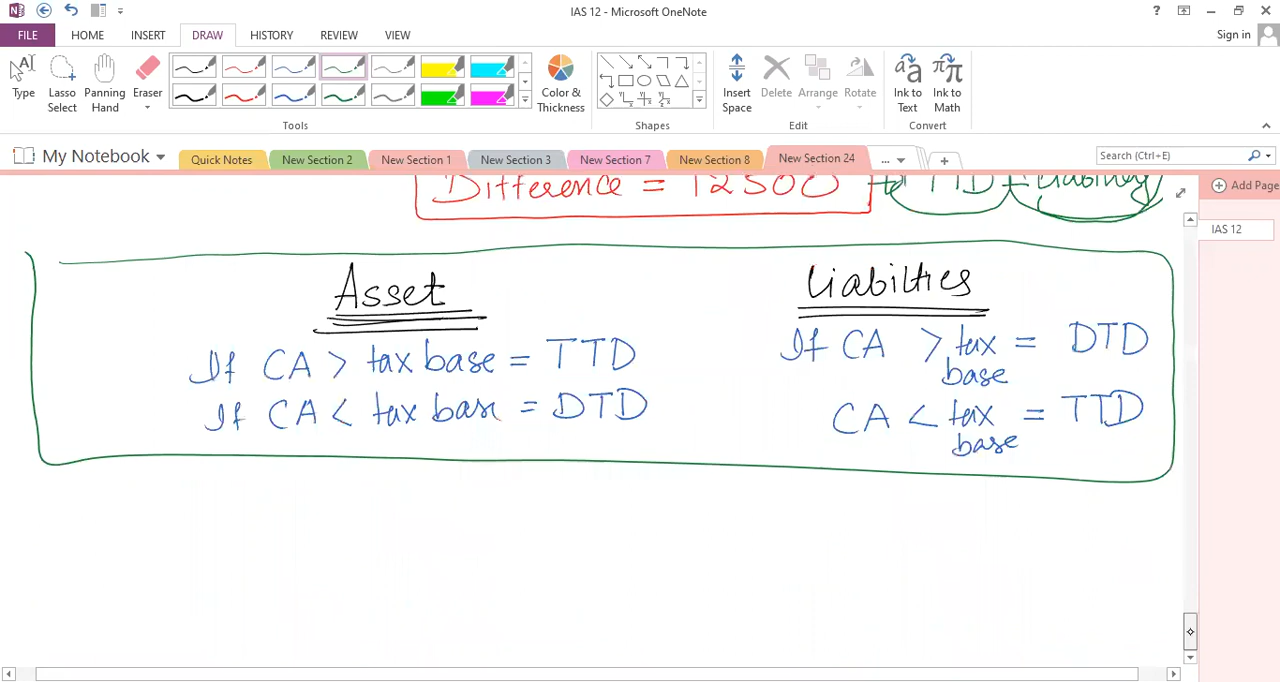 IAS 12 - Microsoft OneNote
?
FILE HOME INSERT DRAW HISTORY REVIEW VIEW
Sign in
Type
Lasso Select
Panning Hand
Eraser
Color & Thickness
Insert Space
Delete
Arrange
Rotate
Ink to Text
Ink to Math
Tools
Shapes
Edit
Convert
My Notebook
Quick Notes
New Section 2
New Section 1
New Section 3
New Section 7
New Section 8
New Section 24
...
Search (Ctrl+E)
Add Page
IAS 12
Difference = 12500 TTD - Liability
Asset
If CA > tax base = TTD
If CA < tax base = DTD
Liabilties
If CA > tax base = DTD
CA < tax base = TTD